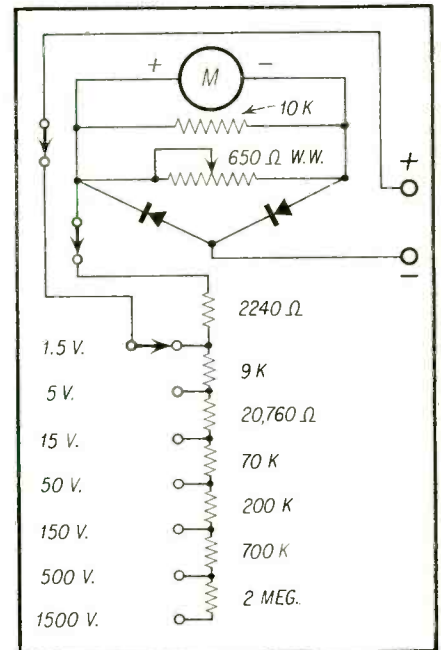 + M −
10 K
650 Ω W.W.
+
−
2240 Ω
1.5 V.
9 K
5 V.
20,760 Ω
15 V.
70 K
50 V.
200 K
150 V.
700 K
500 V.
2 MEG.
1500 V.